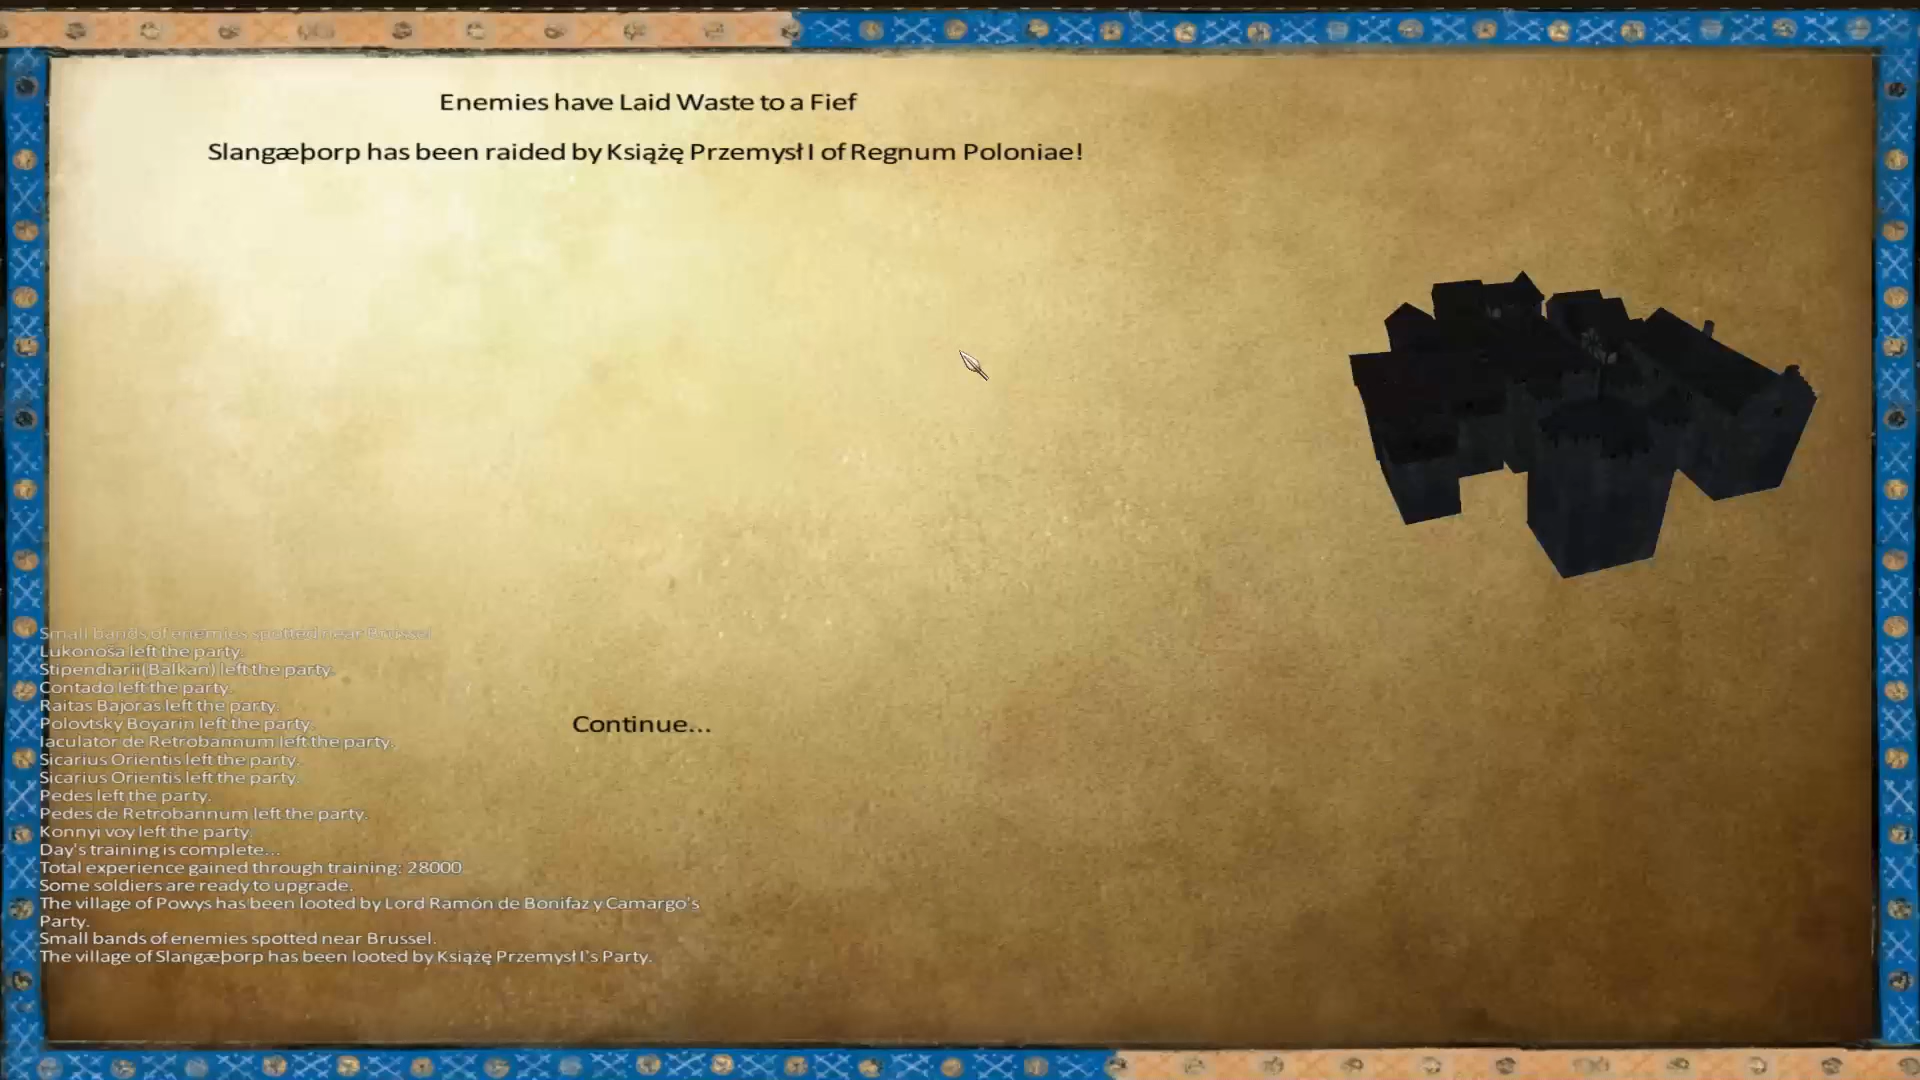 Enemies have Laid Waste to a Fief
Slangæþorp has been raided by Książę Przemysł I of Regnum Poloniae!
Small bands of enemies spotted near Brussel.
Lukonoša left the party.
Stipendiarii(Balkan) left the party.
Contado left the party.
Raitas Bajoras left the party.
Polovtsky Boyarin left the party.
Iaculator de Retrobannum left the party.
Sicarius Orientis left the party.
Sicarius Orientis left the party.
Pedes left the party.
Pedes de Retrobannum left the party.
Konnyi voy left the party.
Day's training is complete...
Total experience gained through training: 28000
Some soldiers are ready to upgrade.
The village of Powys has been looted by Lord Ramón de Bonifaz y Camargo's
Party.
Small bands of enemies spotted near Brussel.
The village of Slangæþorp has been looted by Książę Przemysł I's Party.
Continue...